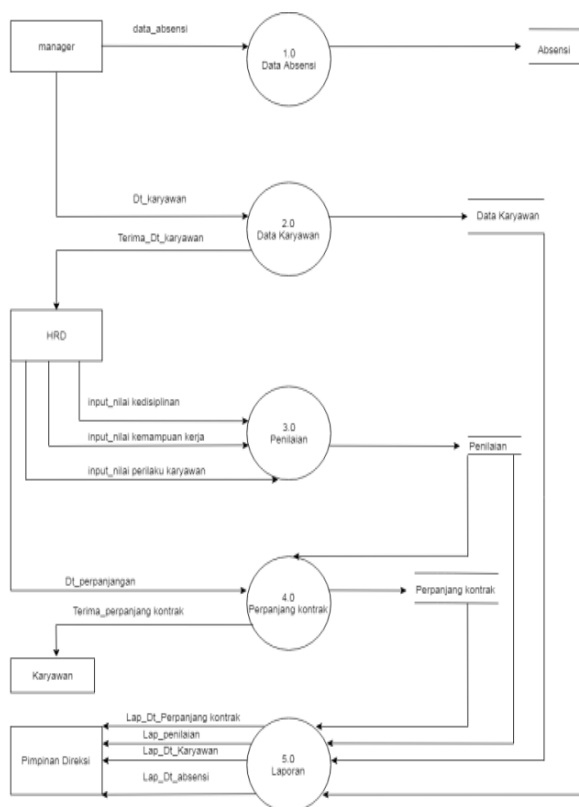 data_absensi
manager
1.0
Data Absensi
Absensi
Dt_karyawan
2.0
Data Karyawan
Data Karyawan
Terima_Dt_karyawan
HRD
input_nilai kedisiplinan
3.0
Penilaian
input_nilai kemampuan kerja
Penilaian
input_nilai perilaku karyawan
Dt_perpanjangan
4.0
Perpanjang kontrak
Perpanjang kontrak
Terima_perpanjang kontrak
Karyawan
Lap_Dt_Perpanjang kontrak
Lap_penilaian
Lap_Dt_Karyawan
Pimpinan Direksi
5.0
Laporan
Lap_Dt_absensi